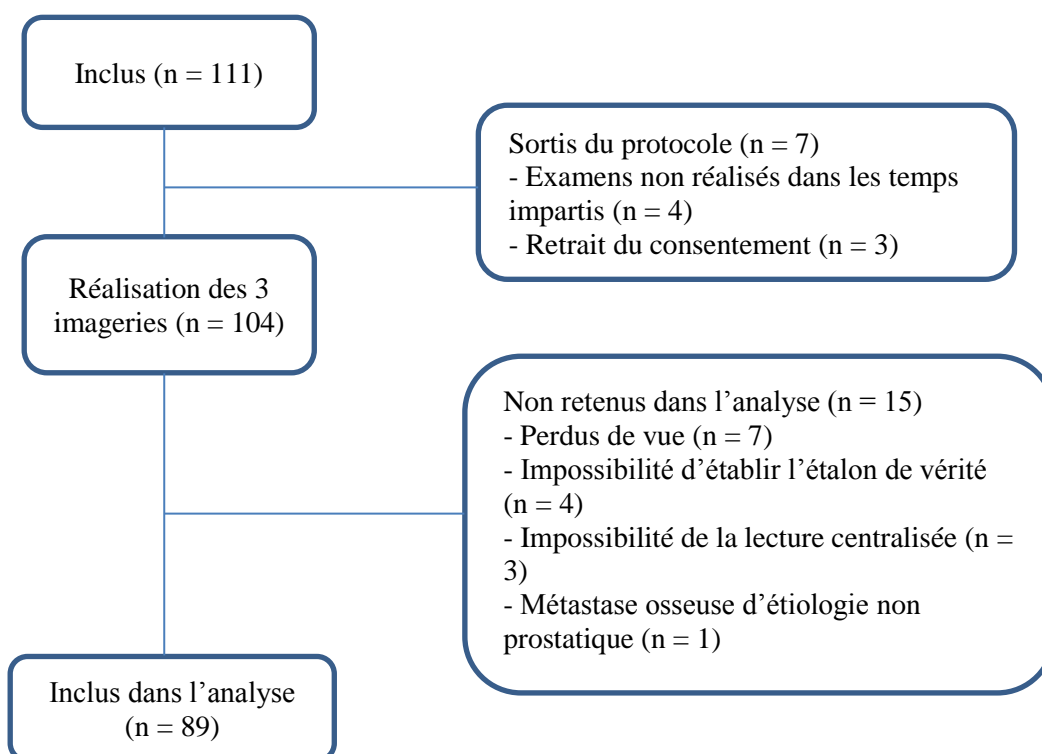 Inclus (n = 111)
Sortis du protocole (n = 7)
- Examens non réalisés dans les temps
impartis (n = 4)
- Retrait du consentement (n = 3)
Réalisation des 3
imageries (n = 104)
Non retenus dans l’analyse (n = 15)
- Perdus de vue (n = 7)
- Impossibilité d’établir l’étalon de vérité
(n = 4)
- Impossibilité de la lecture centralisée (n =
3)
- Métastase osseuse d’étiologie non
prostatique (n = 1)
Inclus dans l’analyse
(n = 89)